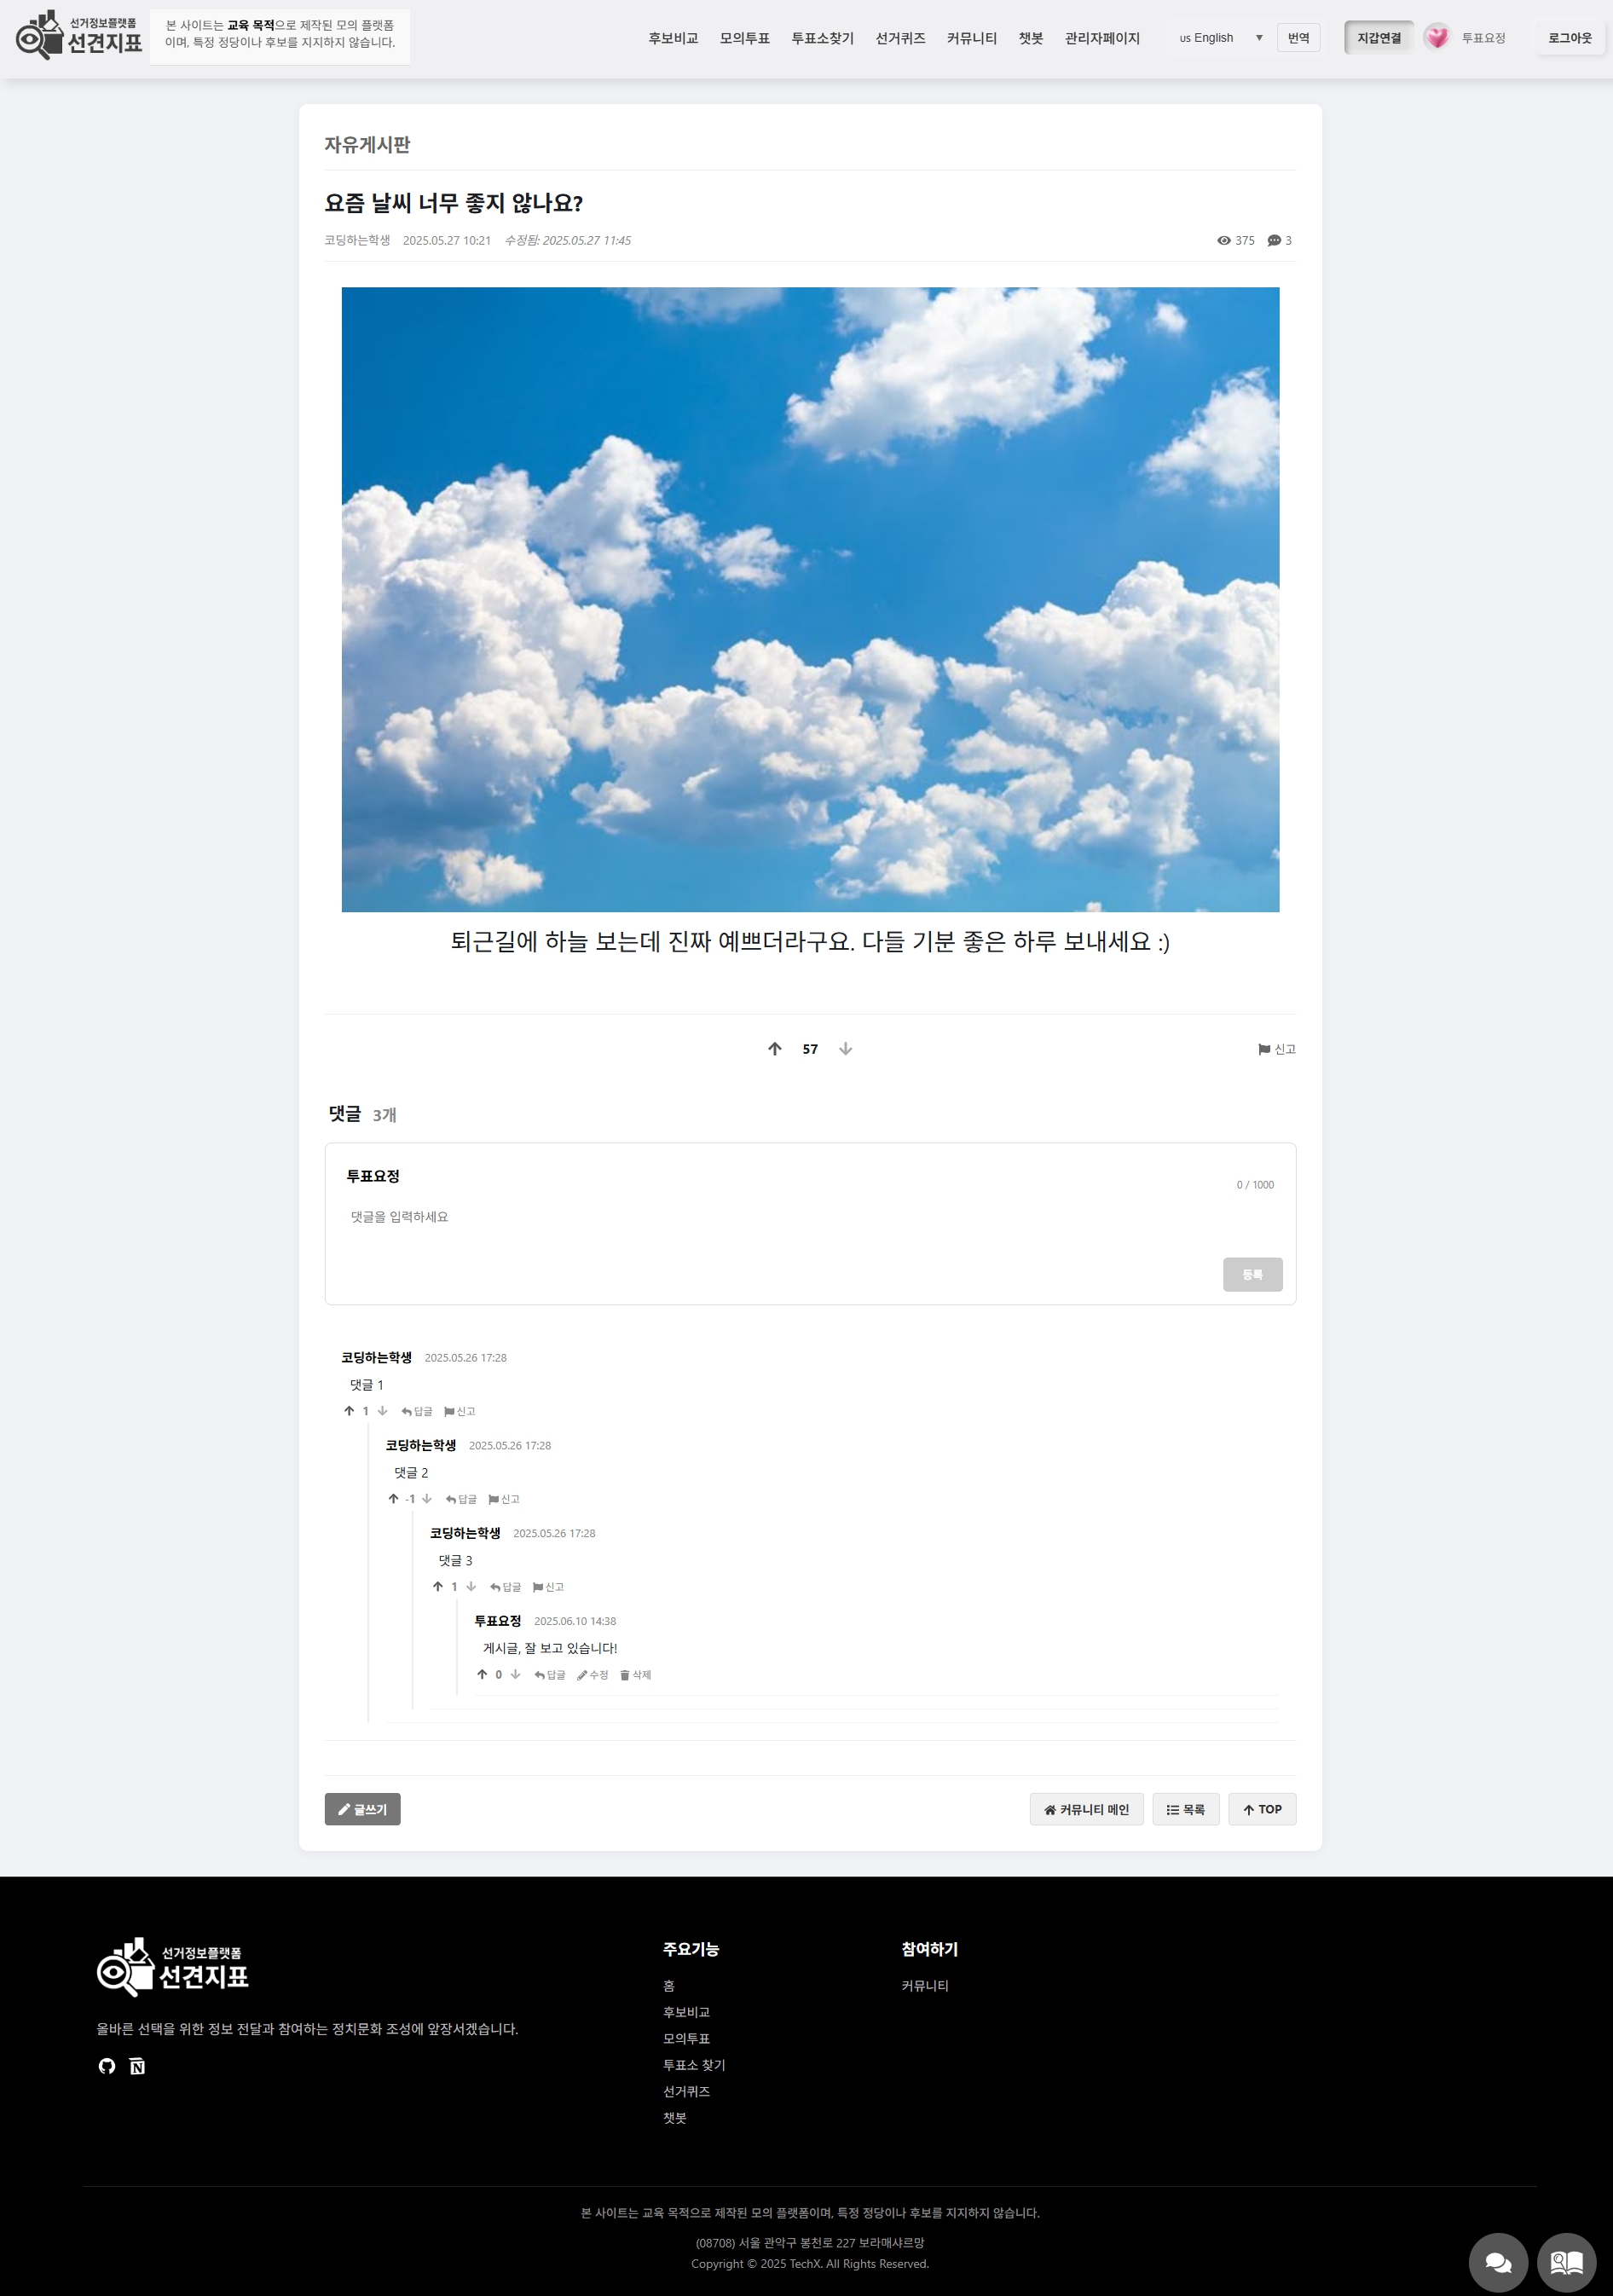 선거정보플랫폼
선견지표
본 사이트는 교육 목적으로 제작된 모의 플랫폼
이며, 특정 정당이나 후보를 지지하지 않습니다.
후보비교 모의투표 투표소찾기 선거퀴즈 커뮤니티 챗봇 관리자페이지 us English ▼ 번역 지갑연결 투표요정 로그아웃
자유게시판
요즘 날씨 너무 좋지 않나요?
코딩하는학생 2025.05.27 10:21 수정됨: 2025.05.27 11:45 375 3
퇴근길에 하늘 보는데 진짜 예쁘더라구요. 다들 기분 좋은 하루 보내세요 :)
57 신고
댓글 3개
투표요정
0 / 1000
댓글을 입력하세요
등록
코딩하는학생 2025.05.26 17:28
댓글 1
1 답글 신고
코딩하는학생 2025.05.26 17:28
댓글 2
-1 답글 신고
코딩하는학생 2025.05.26 17:28
댓글 3
1 답글 신고
투표요정 2025.06.10 14:38
게시글, 잘 보고 있습니다!
0 답글 수정 삭제
글쓰기 커뮤니티 메인 목록 TOP
선거정보플랫폼
선견지표
올바른 선택을 위한 정보 전달과 참여하는 정치문화 조성에 앞장서겠습니다.
주요기능
홈
후보비교
모의투표
투표소 찾기
선거퀴즈
챗봇
참여하기
커뮤니티
본 사이트는 교육 목적으로 제작된 모의 플랫폼이며, 특정 정당이나 후보를 지지하지 않습니다.
(08708) 서울 관악구 봉천로 227 보라매샤르망
Copyright © 2025 TechX. All Rights Reserved.